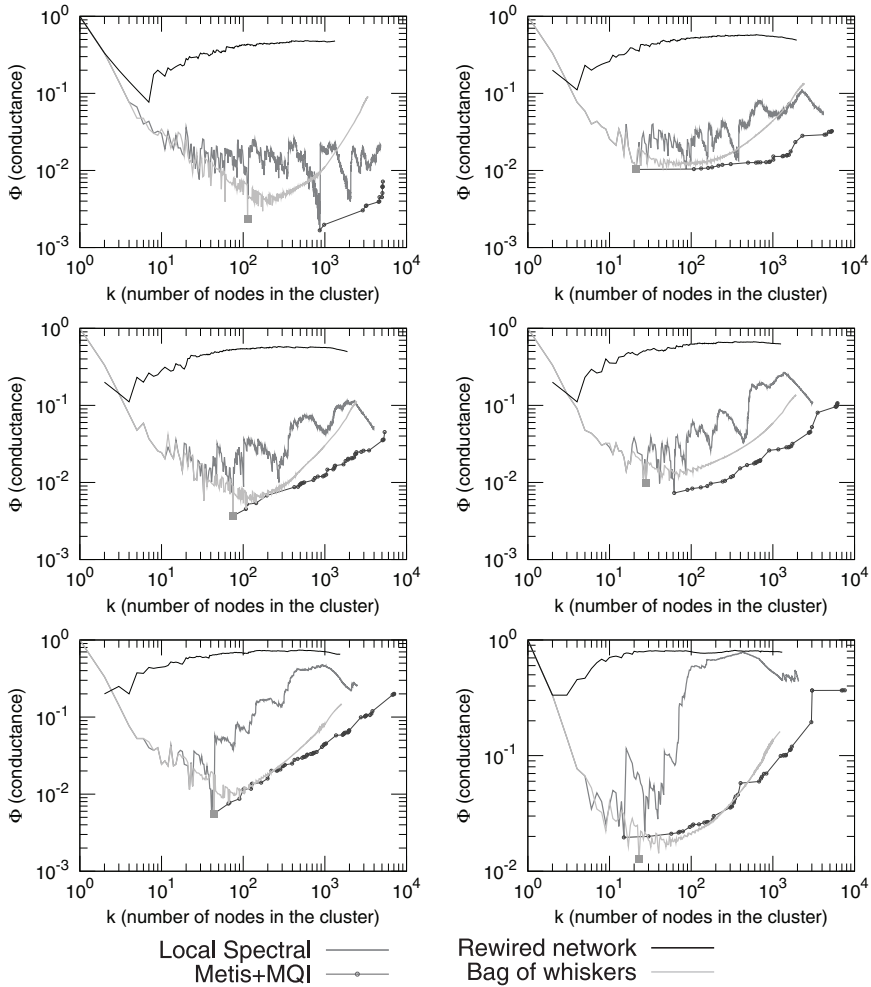 10^0
10^-1
10^-2
10^-3
Φ (conductance)
10^0 10^1 10^2 10^3 10^4
k (number of nodes in the cluster)
10^0
10^-1
10^-2
10^-3
Φ (conductance)
10^0 10^1 10^2 10^3 10^4
k (number of nodes in the cluster)
10^0
10^-1
10^-2
10^-3
Φ (conductance)
10^0 10^1 10^2 10^3 10^4
k (number of nodes in the cluster)
10^0
10^-1
10^-2
10^-3
Φ (conductance)
10^0 10^1 10^2 10^3 10^4
k (number of nodes in the cluster)
10^0
10^-1
10^-2
10^-3
Φ (conductance)
10^0 10^1 10^2 10^3 10^4
k (number of nodes in the cluster)
10^0
10^-1
10^-2
Φ (conductance)
10^0 10^1 10^2 10^3 10^4
k (number of nodes in the cluster)
Local Spectral
Metis+MQI
Rewired network
Bag of whiskers